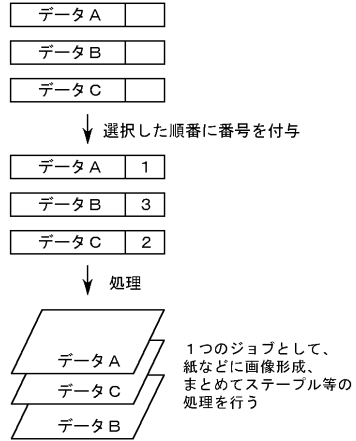 データA
データB
データC
選択した順番に番号を付与
データA 1
データB 3
データC 2
処理
データA
データC
データB
1つのジョブとして、
紙などに画像形成、
まとめてステープル等の
処理を行う